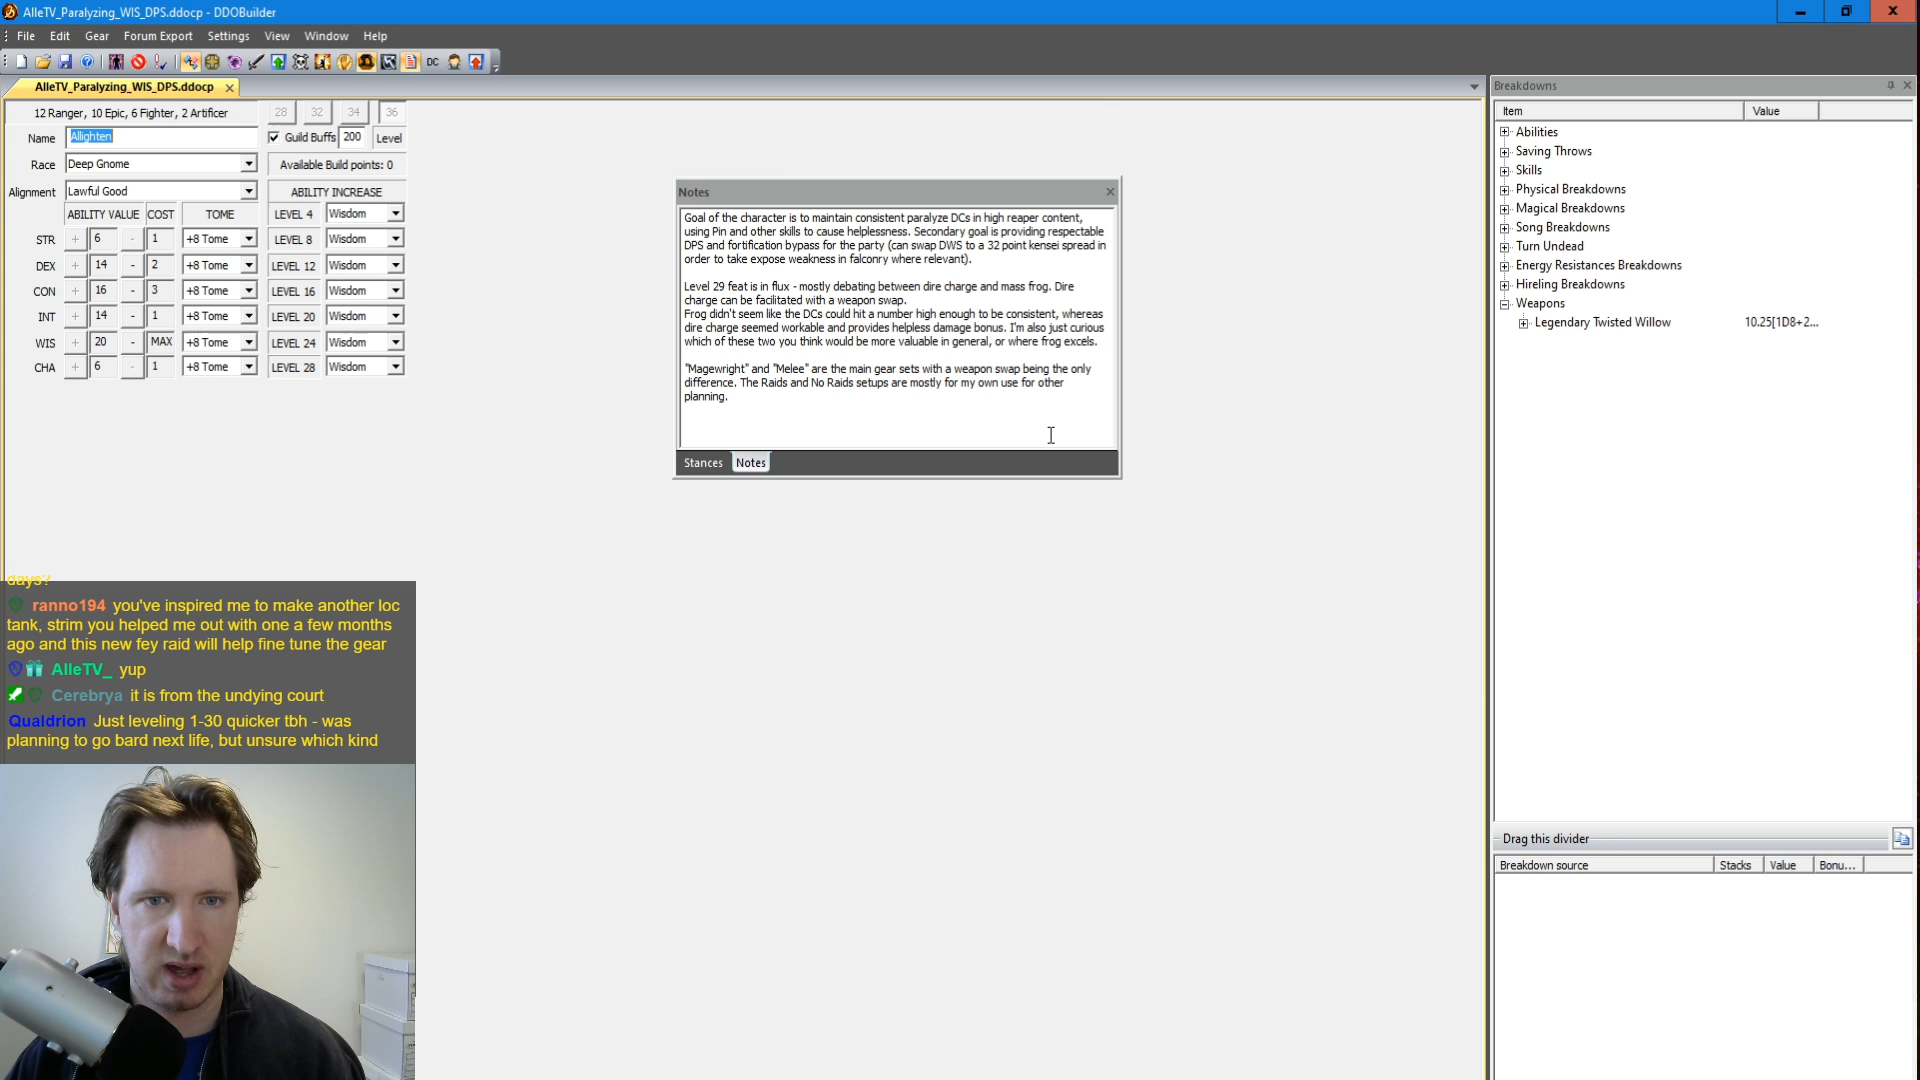 AlleTV_Paralyzing_WIS_DPS.ddocp - DDOBuilder
File Edit Gear Forum Export Settings View Window Help
DC
AlleTV_Paralyzing_WIS_DPS.ddocp
12 Ranger, 10 Epic, 6 Fighter, 2 Artificer 28 32 34 36
Name Allighten Guild Buffs 200 Level
Race Deep Gnome Available Build points: 0
Alignment Lawful Good ABILITY INCREASE
ABILITY VALUE COST TOME LEVEL 4 Wisdom
STR + 6 - 1 +8 Tome LEVEL 8 Wisdom
DEX + 14 - 2 +8 Tome LEVEL 12 Wisdom
CON + 16 - 3 +8 Tome LEVEL 16 Wisdom
INT + 14 - 1 +8 Tome LEVEL 20 Wisdom
WIS + 20 - MAX +8 Tome LEVEL 24 Wisdom
CHA + 6 - 1 +8 Tome LEVEL 28 Wisdom
Notes
Goal of the character is to maintain consistent paralyze DCs in high reaper content,
using Pin and other skills to cause helplessness. Secondary goal is providing respectable
DPS and fortification bypass for the party (can swap DWS to a 32 point kensei spread in
order to take expose weakness in falconry where relevant).
Level 29 feat is in flux - mostly debating between dire charge and mass frog. Dire
charge can be facilitated with a weapon swap.
Frog didn't seem like the DCs could hit a number high enough to be consistent, whereas
dire charge seemed workable and provides helpless damage bonus. I'm also just curious
which of these two you think would be more valuable in general, or where frog excels.
"Magewright" and "Melee" are the main gear sets with a weapon swap being the only
difference. The Raids and No Raids setups are mostly for my own use for other
planning.
Stances Notes
Breakdowns
Item Value
Abilities
Saving Throws
Skills
Physical Breakdowns
Magical Breakdowns
Song Breakdowns
Turn Undead
Energy Resistances Breakdowns
Hireling Breakdowns
Weapons
Legendary Twisted Willow 10.25[1D8+2...
Drag this divider
Breakdown source Stacks Value Bonu...
days?
ranno194 you've inspired me to make another loc
tank, strim you helped me out with one a few months
ago and this new fey raid will help fine tune the gear
AlleTV_ yup
Cerebrya it is from the undying court
Qualdrion Just leveling 1-30 quicker tbh - was
planning to go bard next life, but unsure which kind